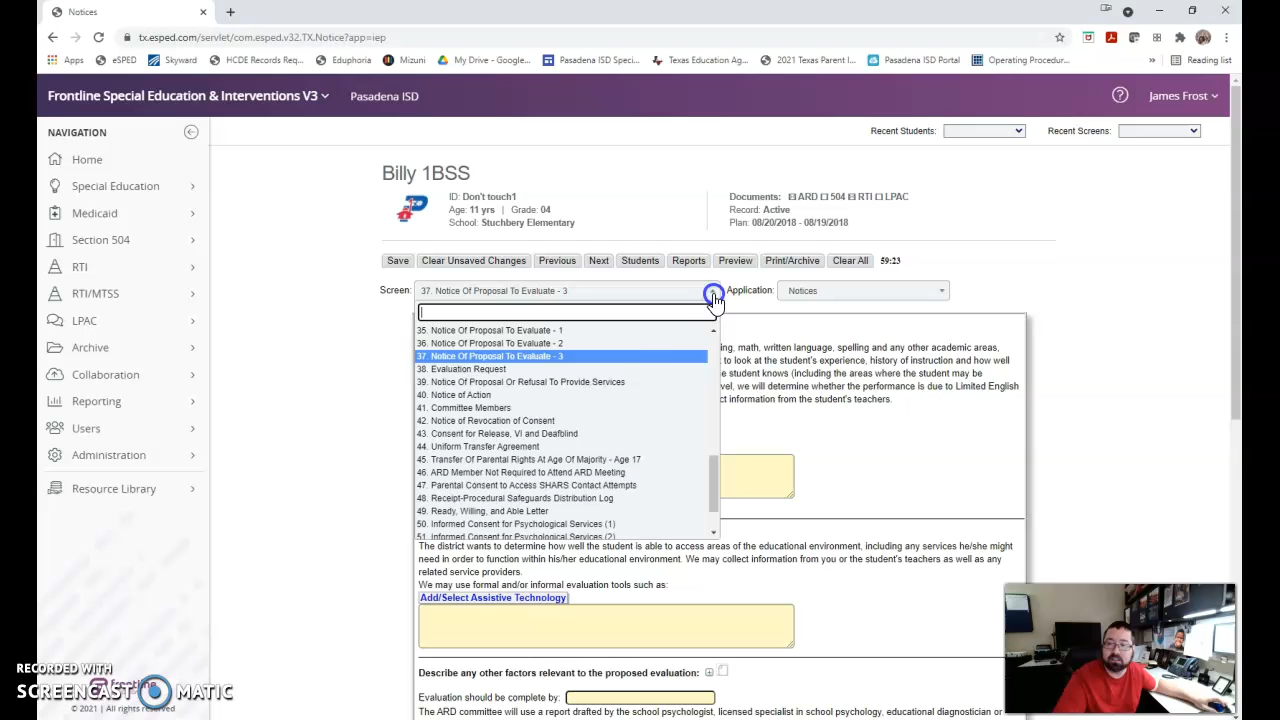 Notices
tx.esped.com/servlet/com.esped.v32.TX.Notice?app=iep
Apps
eSPED
Skyward
HCDE Records Req...
Eduphoria
Mizuni
My Drive - Google...
Pasadena ISD Speci...
Texas Education Ag...
2021 Texas Parent I...
Pasadena ISD Portal
Operating Procedur...
Reading list
Frontline Special Education & Interventions V3
Pasadena ISD
James Frost
NAVIGATION
Recent Students:
Recent Screens:
Home
Special Education
Medicaid
Section 504
RTI
RTI/MTSS
LPAC
Archive
Collaboration
Reporting
Users
Administration
Resource Library
Billy 1BSS
ID: Don't touch1
Age: 11 yrs | Grade: 04
School: Stuchbery Elementary
Documents: ARD 504 RTI LPAC
Record: Active
Plan: 08/20/2018 - 08/19/2018
Save
Clear Unsaved Changes
Previous
Next
Students
Reports
Preview
Print/Archive
Clear All
59:23
Screen: 37. Notice Of Proposal To Evaluate - 3
Application: Notices
35. Notice Of Proposal To Evaluate - 1
36. Notice Of Proposal To Evaluate - 2
37. Notice Of Proposal To Evaluate - 3
38. Evaluation Request
39. Notice Of Proposal Or Refusal To Provide Services
40. Notice of Action
41. Committee Members
42. Notice of Revocation of Consent
43. Consent for Release, VI and Deafblind
44. Uniform Transfer Agreement
45. Transfer Of Parental Rights At Age Of Majority - Age 17
46. ARD Member Not Required to Attend ARD Meeting
47. Parental Consent to Access SHARS Contact Attempts
48. Receipt-Procedural Safeguards Distribution Log
49. Ready, Willing, and Able Letter
50. Informed Consent for Psychological Services (1)
51. Informed Consent for Psychological Services (2)
ng, math, written language, spelling and any other academic areas,
to look at the student's experience, history of instruction and how well
e student knows (including the areas where the student may be
vel, we will determine whether the performance is due to Limited English
ct information from the student's teachers.
The district wants to determine how well the student is able to access areas of the educational environment, including any services he/she might
need in order to function within his/her educational environment. We may collect information from you or the student's teachers as well as any
related service providers.
We may use formal and/or informal evaluation tools such as:
Add/Select Assistive Technology
Describe any other factors relevant to the proposed evaluation:
Evaluation should be complete by:
The ARD committee will use a report drafted by the school psychologist, licensed specialist in school psychology, educational diagnostician or
RECORDED WITH
SCREENCAST MATIC
© 2021 | All rights reserved